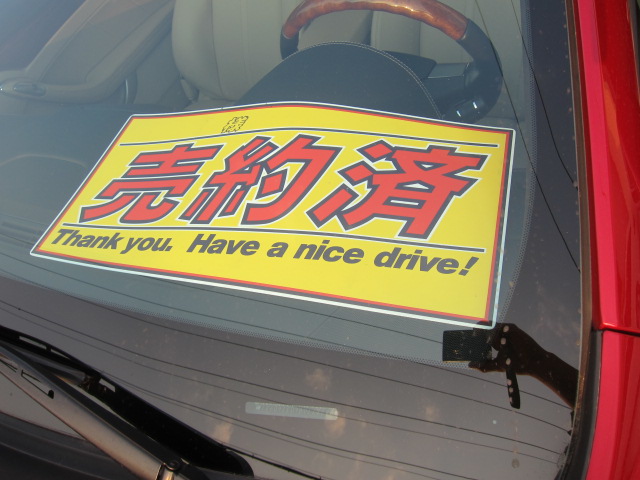 売約済
Thank you. Have a nice drive!